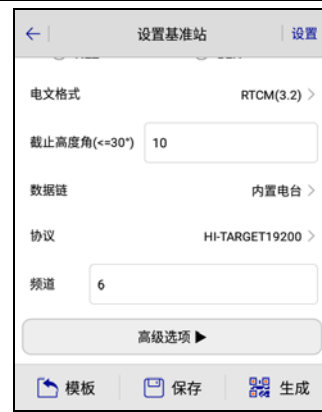 设置基准站 设置
电文格式 RTCM(3.2)
截止高度角(<=30°) 10
数据链 内置电台
协议 HI-TARGET19200
频道 6
高级选项▶
模板 保存 生成